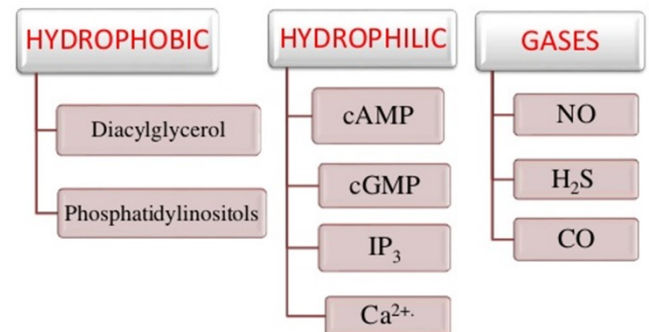 HYDROPHOBIC
Diacylglycerol
Phosphatidylinositols
HYDROPHILIC
cAMP
cGMP
IP₃
Ca²⁺·
GASES
NO
H₂S
CO